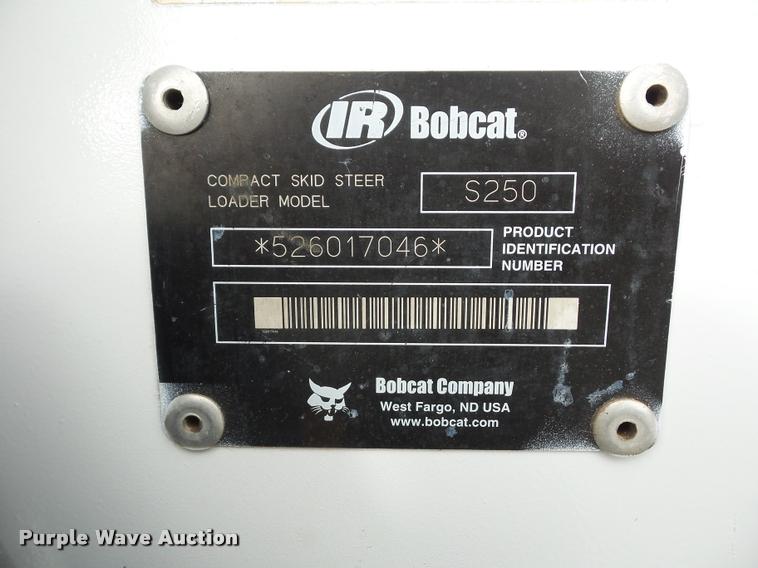 IR Bobcat®
COMPACT SKID STEER
LOADER MODEL
S250
*526017046*
PRODUCT
IDENTIFICATION
NUMBER
Bobcat Company
West Fargo, ND USA
www.bobcat.com
Purple Wave Auction